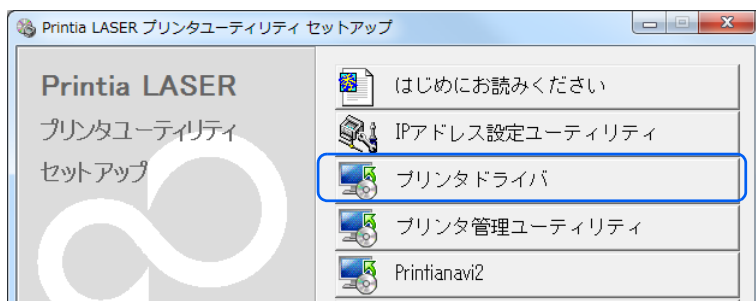 Printia LASER プリンタユーティリティ セットアップ
Printia LASER
プリンタユーティリティ
セットアップ
はじめにお読みください
IPアドレス設定ユーティリティ
プリンタドライバ
プリンタ管理ユーティリティ
Printianavi2